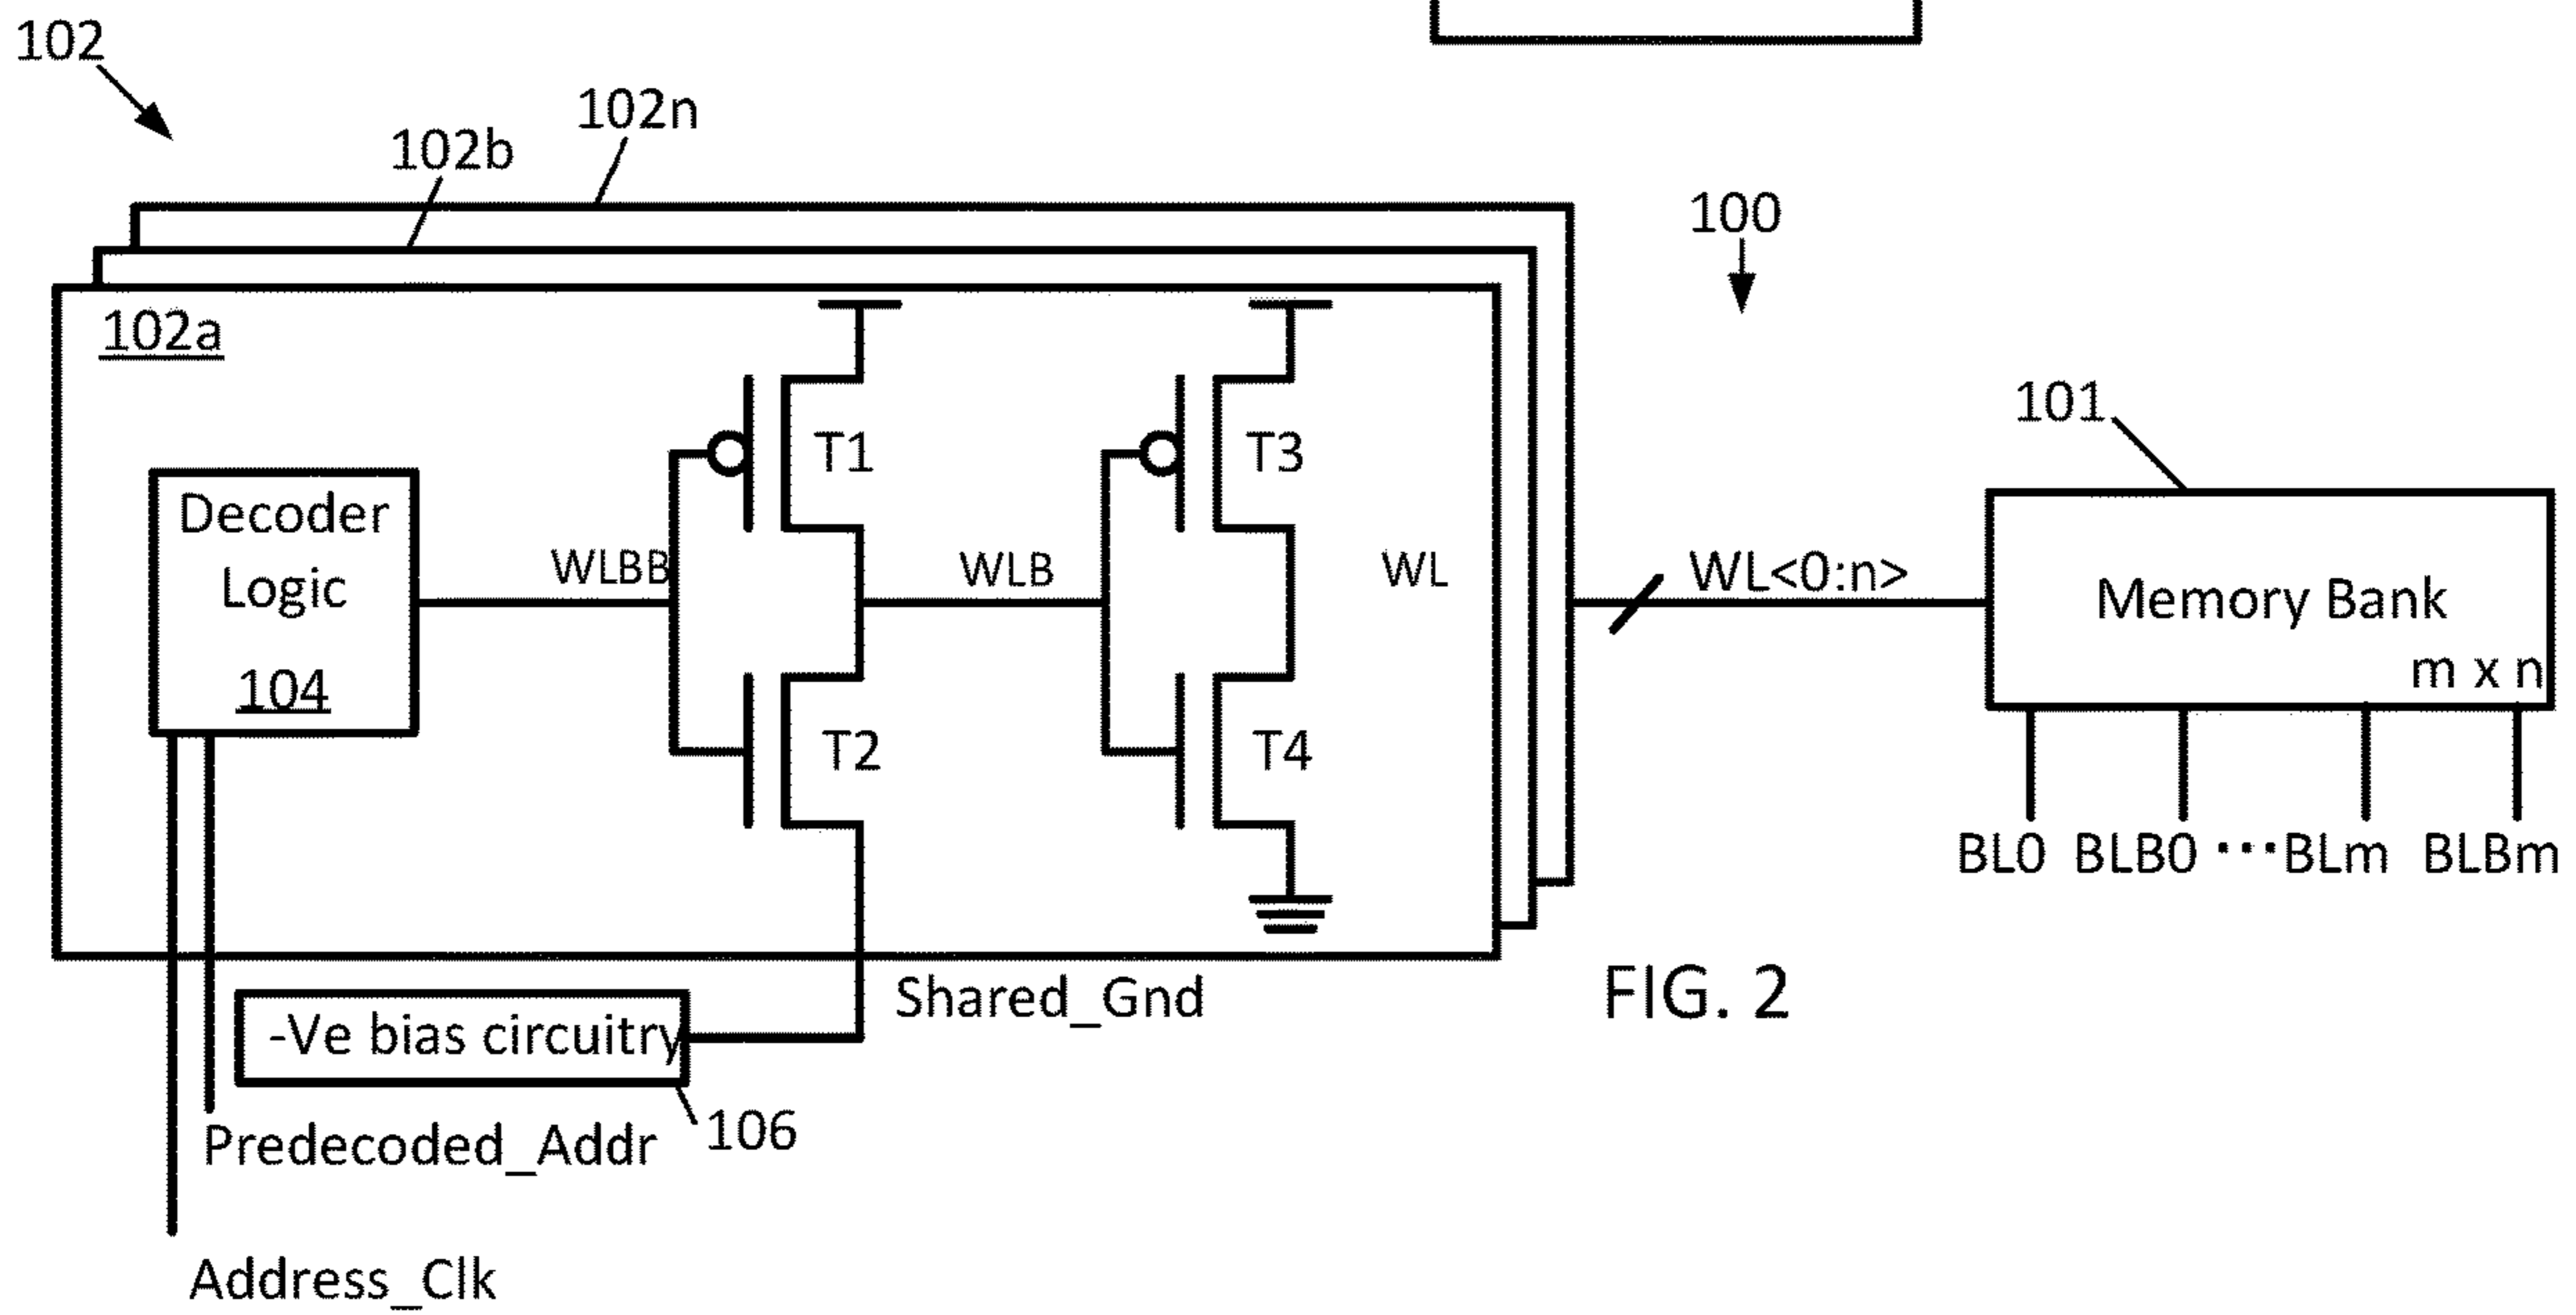 102
102n
102b
100
102a
101
T1
T3
Decoder
Logic
104
WLBB
WLB
WL
WL<0:n>
Memory Bank
m x n
T2
T4
BL0 BLB0 ···BLm BLBm
Shared_Gnd
FIG. 2
-Ve bias circuitry
106
Predecoded_Addr
Address_Clk